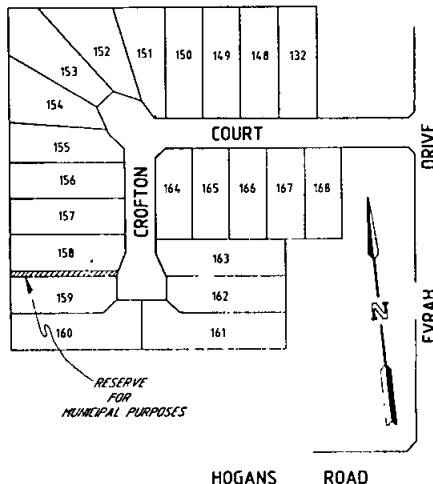 152
151
150
149
148
132
153
154
COURT
DRIVE
155
156
164
165
166
167
168
157
CROFTON
158
163
159
162
160
161
EYRAH
N
RESERVE
FOR
MUNICIPAL PURPOSES
HOGANS ROAD